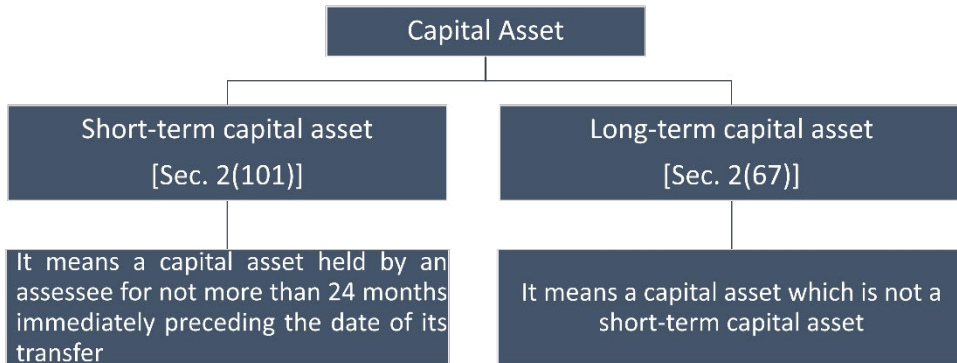 Capital Asset
Short-term capital asset
[Sec. 2(101)]
Long-term capital asset
[Sec. 2(67)]
It means a capital asset held by an
assessee for not more than 24 months
immediately preceding the date of its
transfer
It means a capital asset which is not a
short-term capital asset